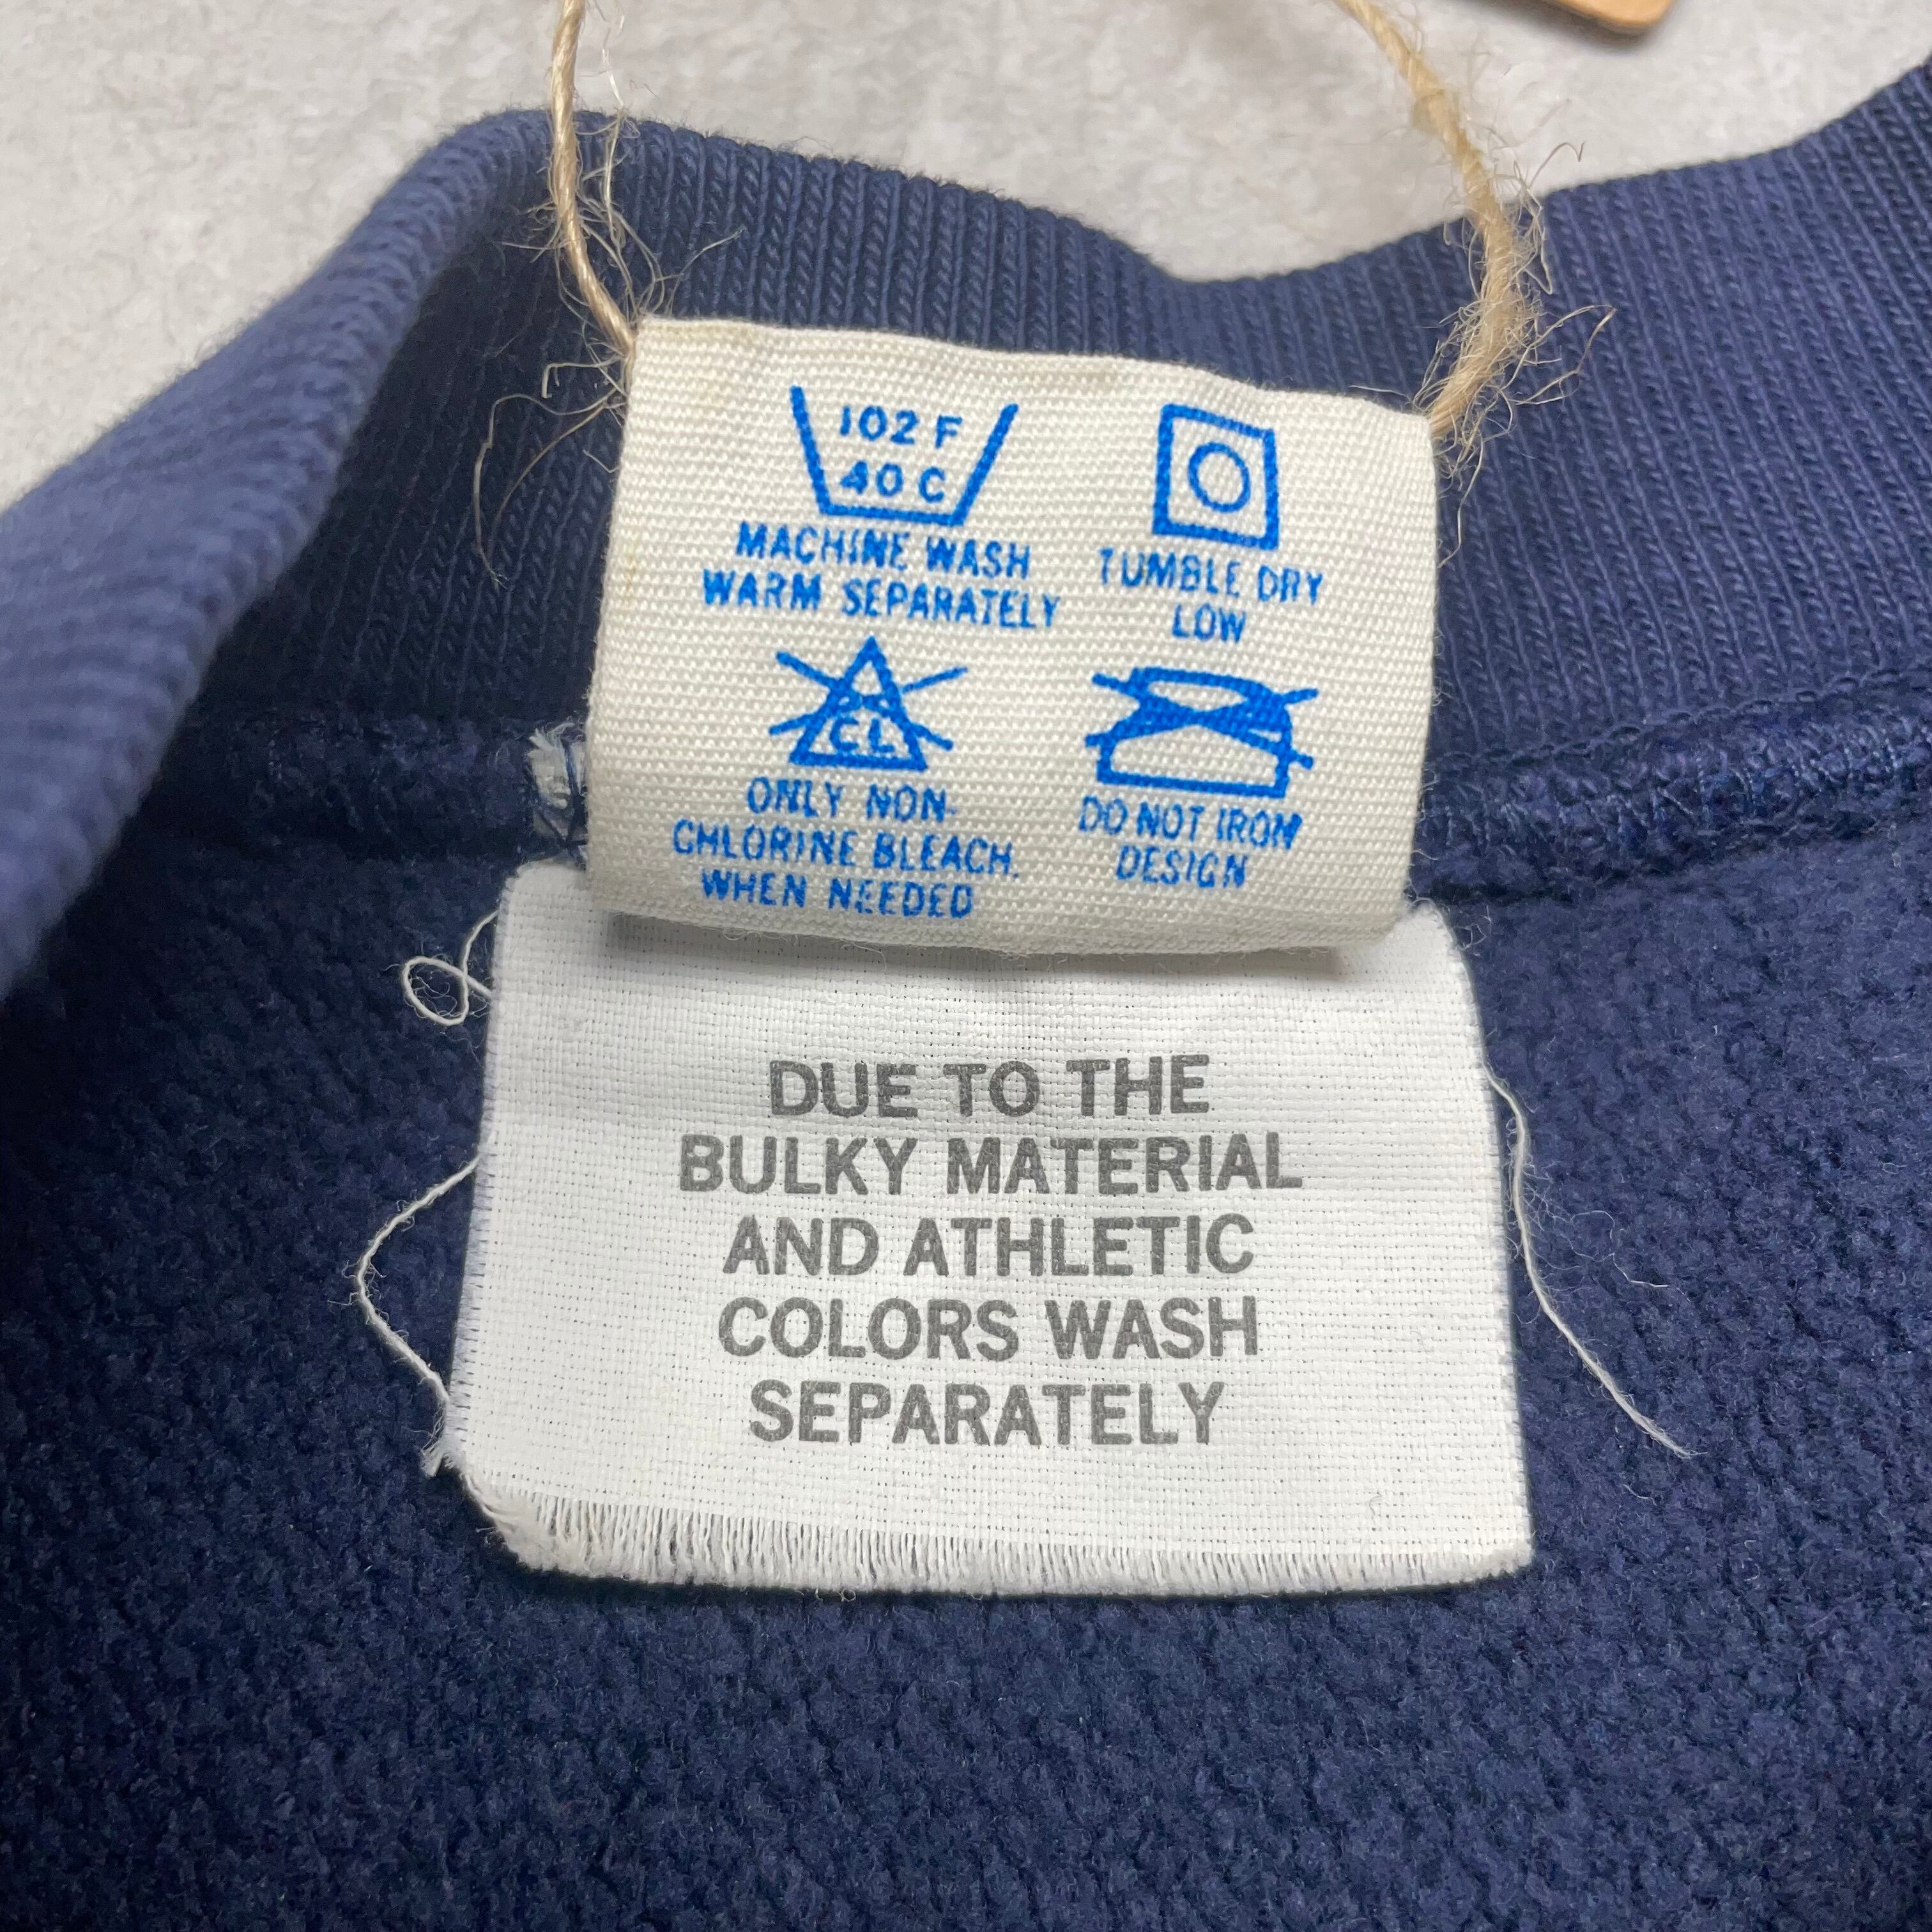 102 F
40 C
MACHINE WASH
WARM SEPARATELY
TUMBLE DRY
LOW
CL
ONLY NON-
CHLORINE BLEACH.
WHEN NEEDED
DO NOT IRON
DESIGN
DUE TO THE
BULKY MATERIAL
AND ATHLETIC
COLORS WASH
SEPARATELY